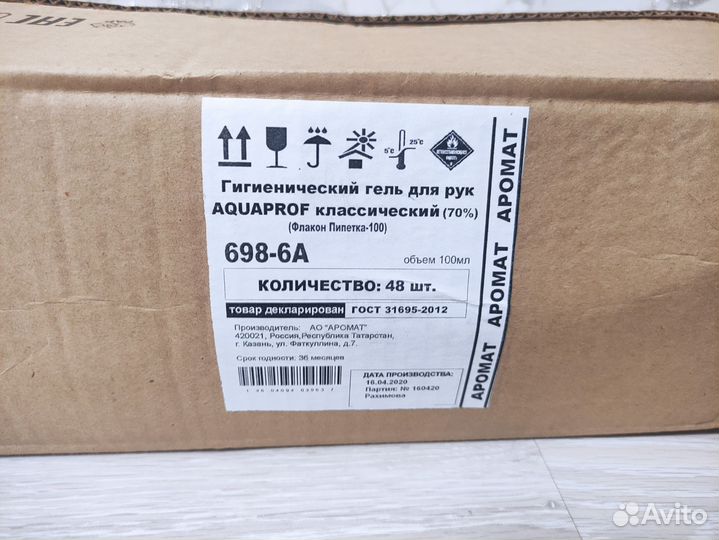 EAC
5°c 25°c
Гигиенический гель для рук
AQUAPROF классический (70%)
(Флакон Пипетка-100)
698-6А
объем 100мл
КОЛИЧЕСТВО: 48 шт.
товар декларирован ГОСТ 31695-2012
Производитель: АО "АРОМАТ"
420021, Россия,Республика Татарстан,
г. Казань, ул. Фаткуллина, д.7.
Срок годности: 36 месяцев
ДАТА ПРОИЗВОДСТВА:
16.04.2020
Партия: № 160420
Рахимова
АРОМАТ АРОМАТ АРОМАТ
Avito